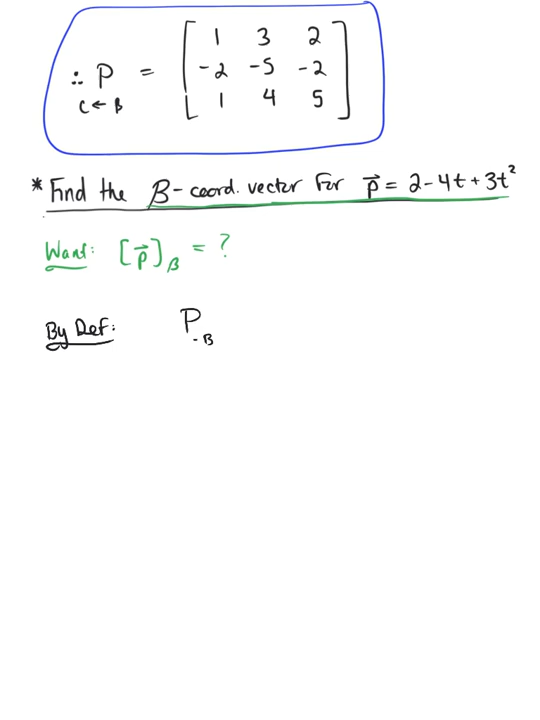 1 3 2
∴ P = -2 -5 -2
C←β 1 4 5
* Find the β-coord. vector For p⃗ = 2-4t+3t²
Want: [p⃗]β = ?
By Def: P
-B